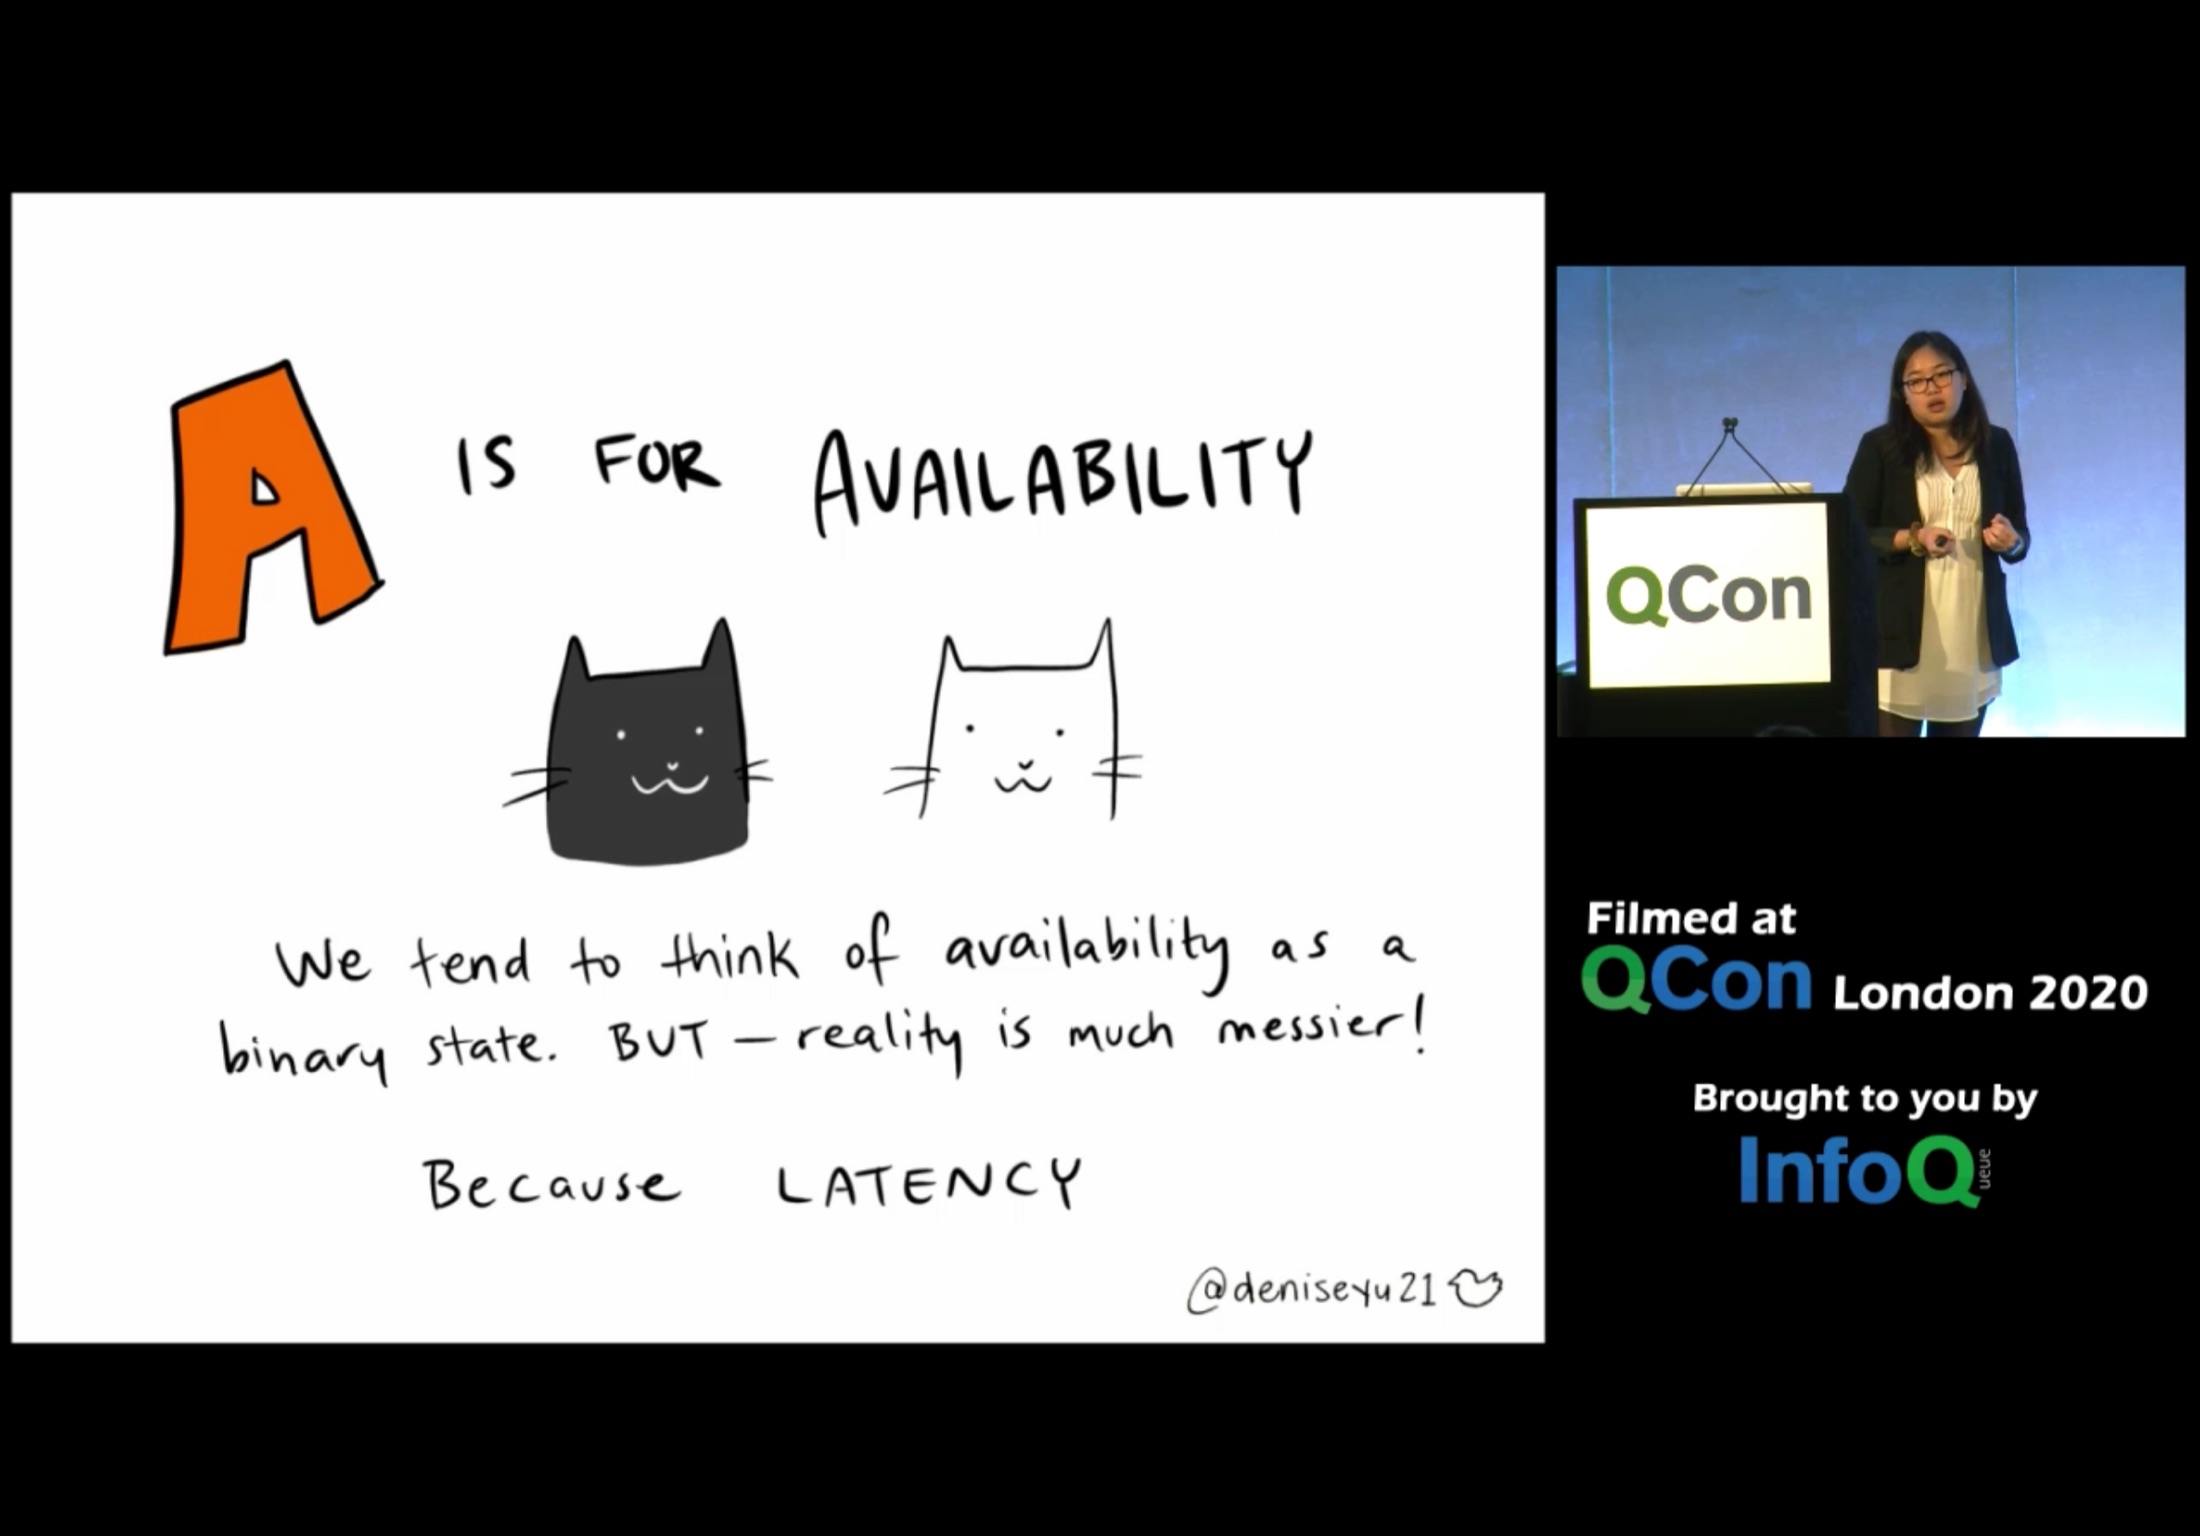 A IS FOR AVAILABILITY
We tend to think of availability as a
binary state. BUT — reality is much messier!
Because LATENCY
@deniseyu21
QCon
Filmed at
QCon London 2020
Brought to you by
InfoQ
ueue